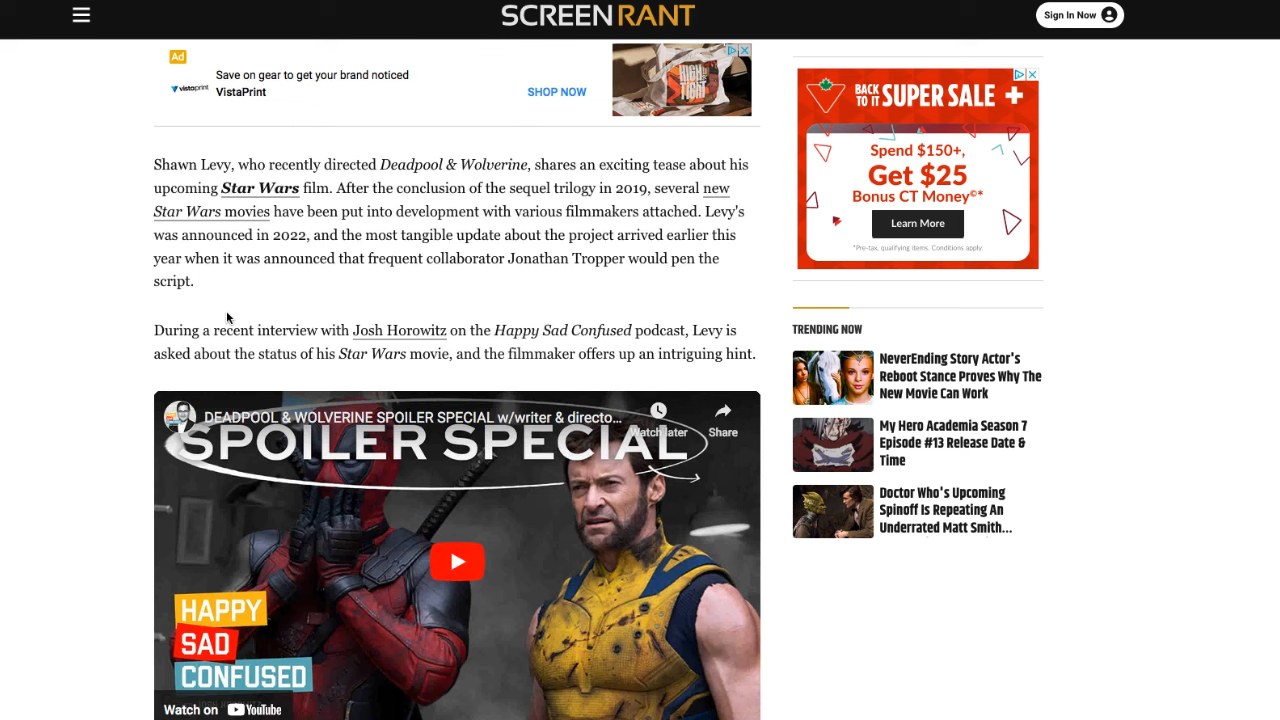 SCREENRANT
Sign In Now
Ad
Save on gear to get your brand noticed
vistaprint
VistaPrint
SHOP NOW
HIGH
TIGHT
Shawn Levy, who recently directed Deadpool & Wolverine, shares an exciting tease about his
upcoming Star Wars film. After the conclusion of the sequel trilogy in 2019, several new
Star Wars movies have been put into development with various filmmakers attached. Levy's
was announced in 2022, and the most tangible update about the project arrived earlier this
year when it was announced that frequent collaborator Jonathan Tropper would pen the
script.
During a recent interview with Josh Horowitz on the Happy Sad Confused podcast, Levy is
asked about the status of his Star Wars movie, and the filmmaker offers up an intriguing hint.
DEADPOOL & WOLVERINE SPOILER SPECIAL w/writer & directo...
Watch later
Share
SPOILER SPECIAL
HAPPY
SAD
CONFUSED
Watch on YouTube
BACK TO IT SUPER SALE +
Spend $150+,
Get $25
Bonus CT Money©*
Learn More
*Pre-tax, qualifying items. Conditions apply.
TRENDING NOW
NeverEnding Story Actor's
Reboot Stance Proves Why The
New Movie Can Work
My Hero Academia Season 7
Episode #13 Release Date &
Time
Doctor Who's Upcoming
Spinoff Is Repeating An
Underrated Matt Smith...